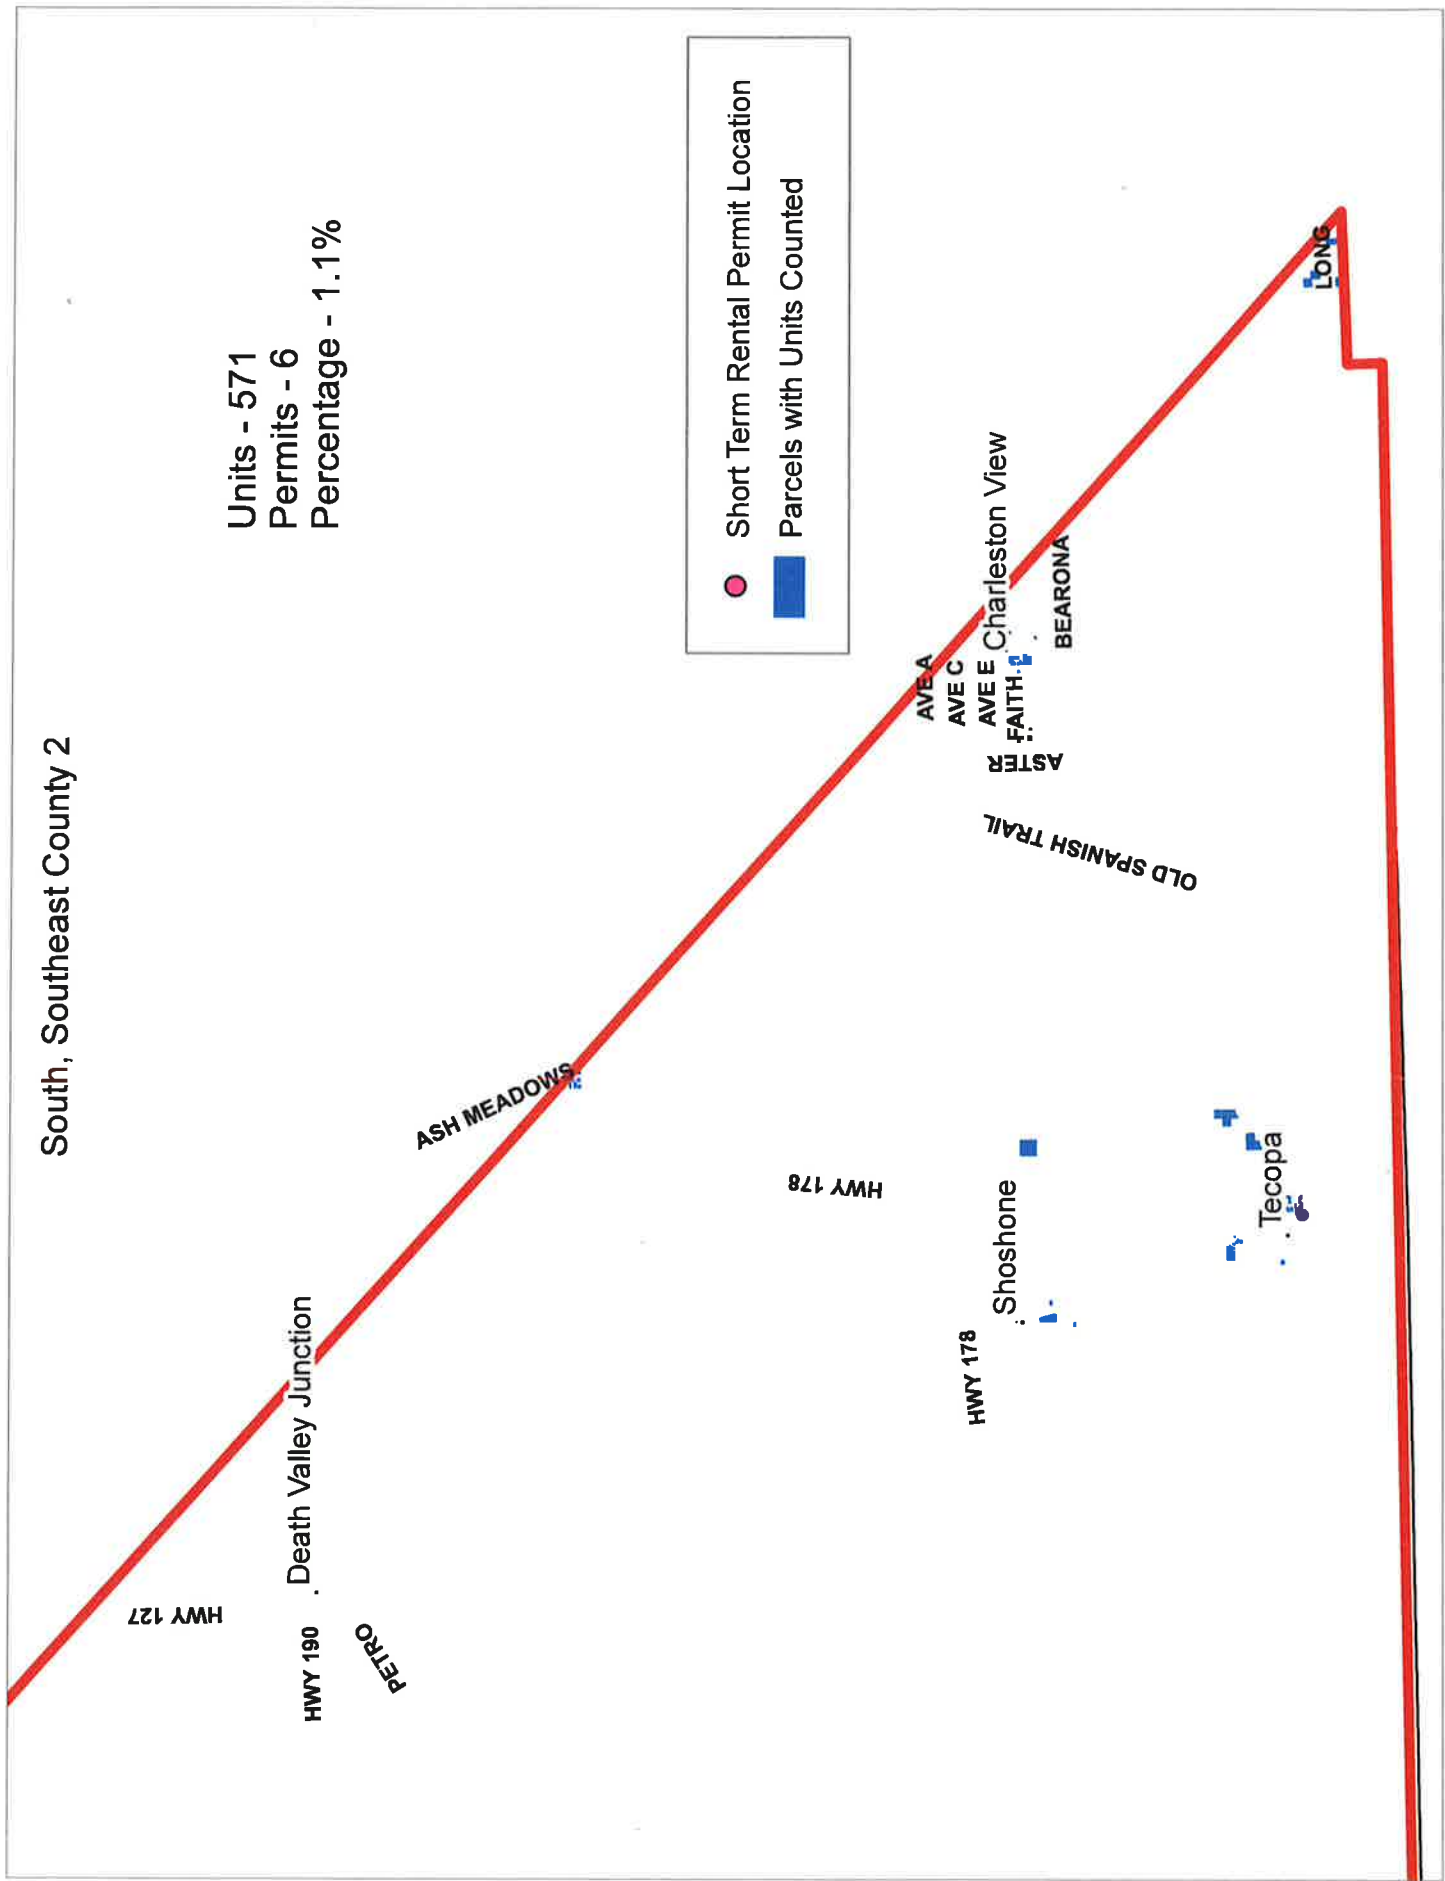 South, Southeast County 2
Units - 571
Permits - 6
Percentage - 1.1%
HWY 127
HWY 190
Death Valley Junction
PETRO
ASH MEADOWS
Short Term Rental Permit Location
Parcels with Units Counted
HWY 178
AVE A
AVE C
AVE E
Charleston View
FAITH
BEARONA
ASTER
OLD SPANISH TRAIL
HWY 178
Shoshone
Tecopa
LONG